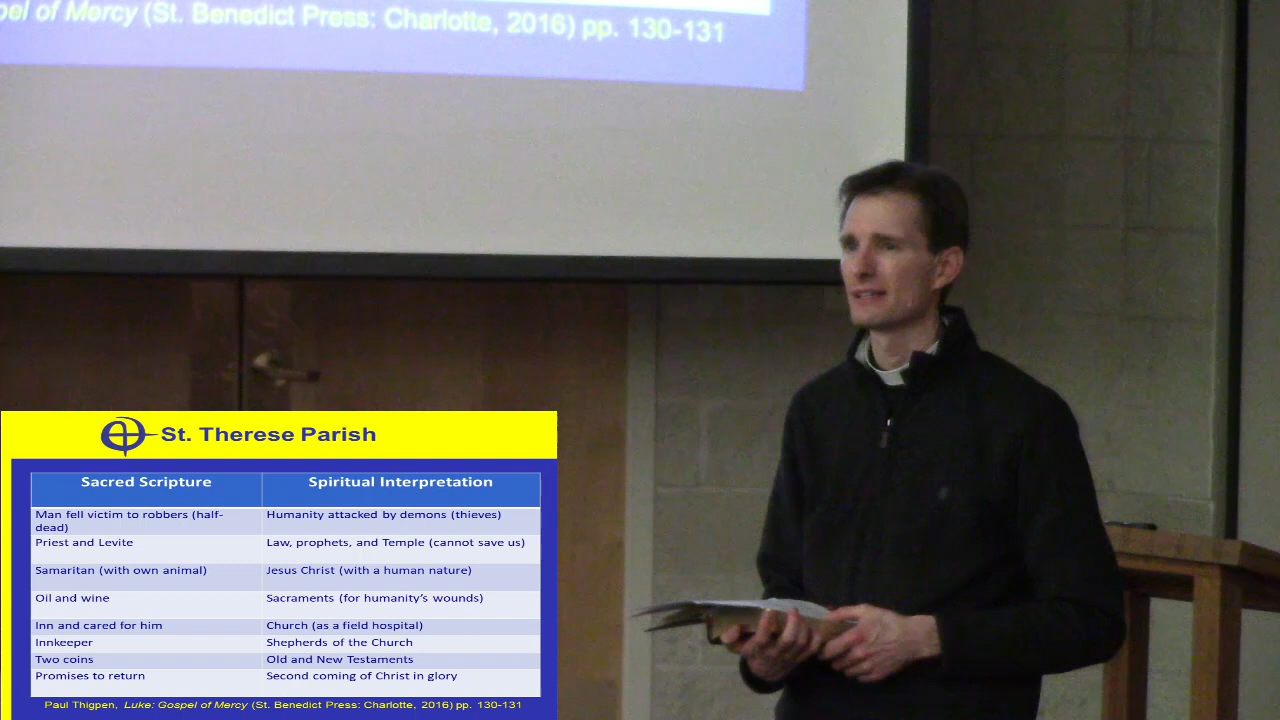 pel of Mercy (St. Benedict Press: Charlotte, 2016) pp. 130-131
St. Therese Parish
Sacred Scripture Spiritual Interpretation
Man fell victim to robbers (half- Humanity attacked by demons (thieves)
dead)
Priest and Levite Law, prophets, and Temple (cannot save us)
Samaritan (with own animal) Jesus Christ (with a human nature)
Oil and wine Sacraments (for humanity's wounds)
Inn and cared for him Church (as a field hospital)
Innkeeper Shepherds of the Church
Two coins Old and New Testaments
Promises to return Second coming of Christ in glory
Paul Thigpen, Luke: Gospel of Mercy (St. Benedict Press: Charlotte, 2016) pp. 130-131